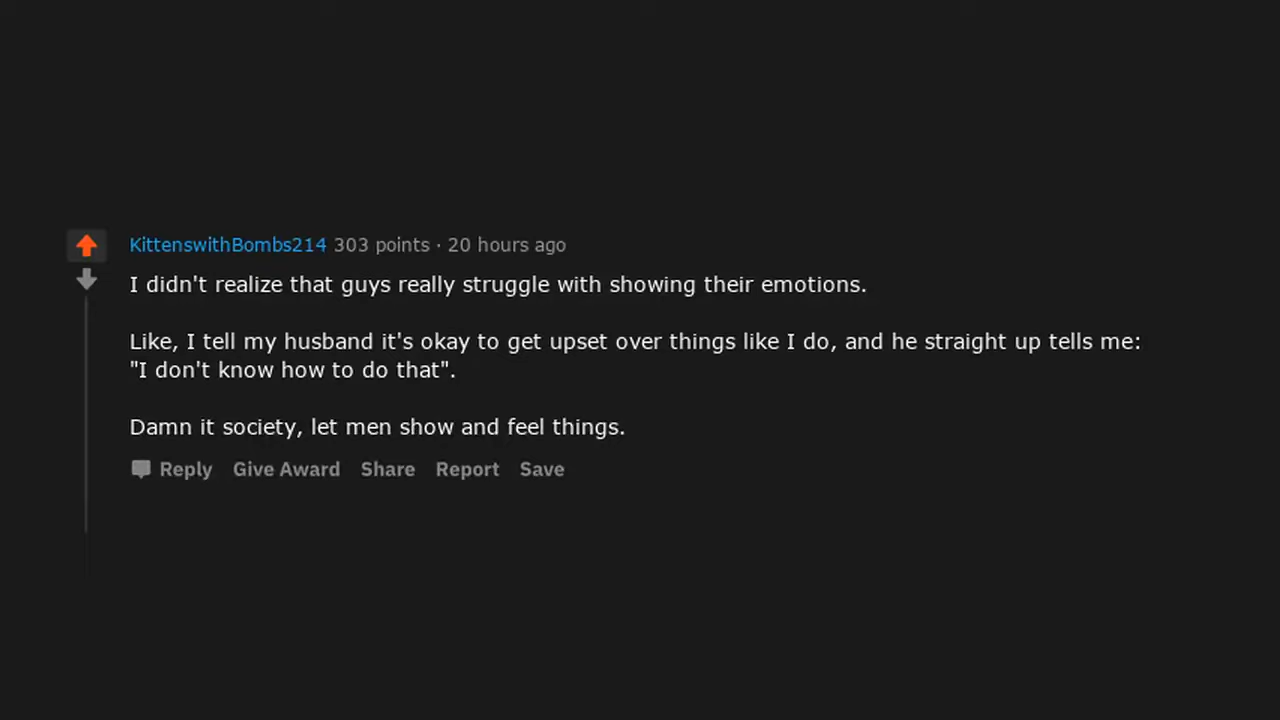 KittenswithBombs214 303 points · 20 hours ago
I didn't realize that guys really struggle with showing their emotions.
Like, I tell my husband it's okay to get upset over things like I do, and he straight up tells me:
"I don't know how to do that".
Damn it society, let men show and feel things.
Reply Give Award Share Report Save